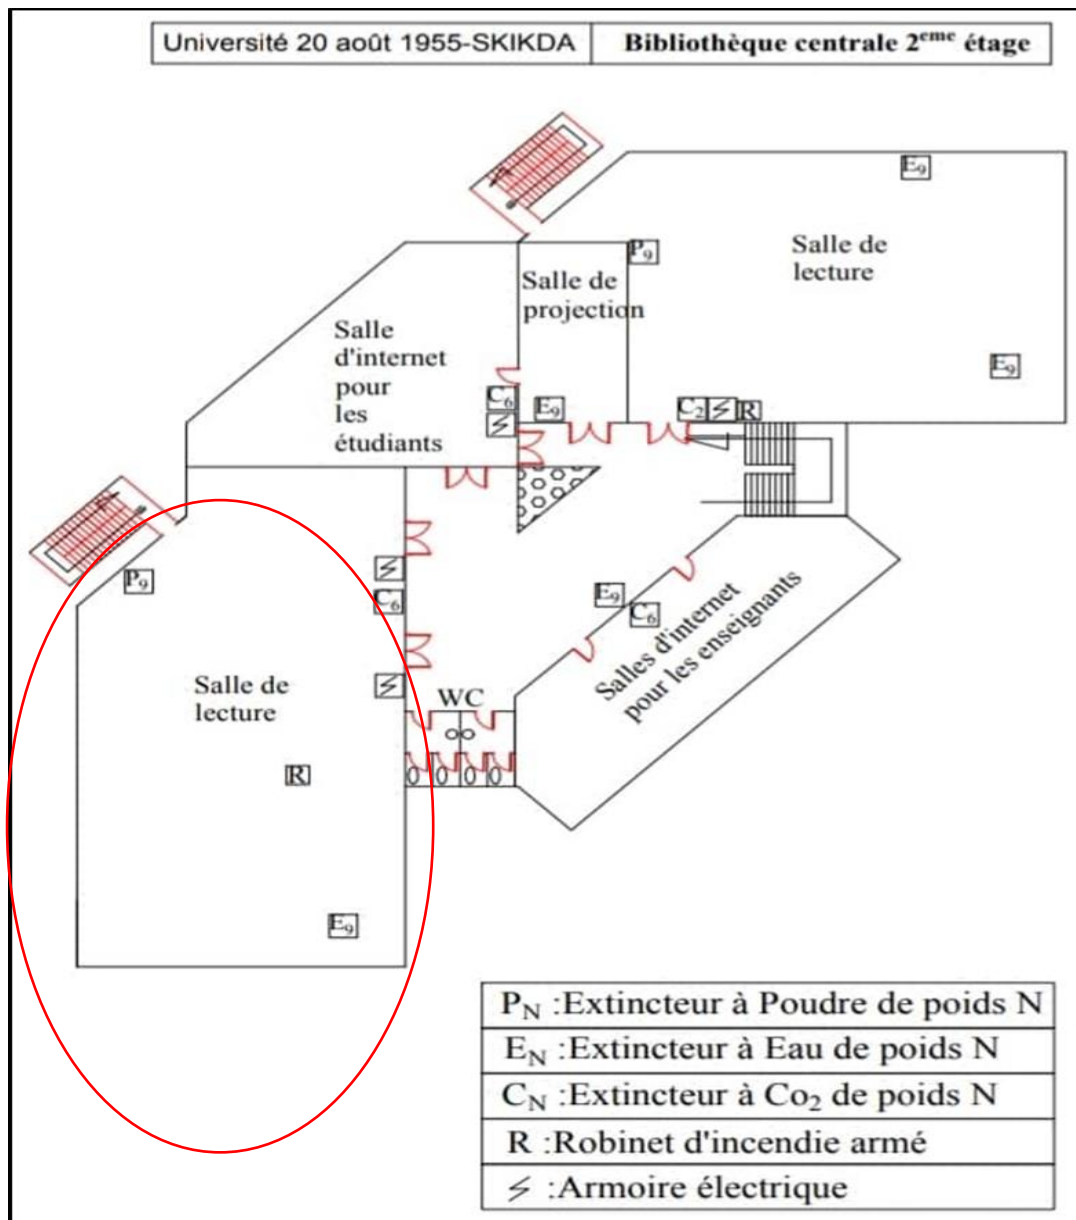 Université 20 août 1955-SKIKDA
Bibliothèque centrale 2eme étage
E9
P9
Salle de
lecture
Salle de
projection
Salle
d'internet
pour
les
étudiants
E9
C6
E9
C2
R
P9
C6
E9
C6
Salles d'internet
pour les enseignants
Salle de
lecture
WC
R
E9
PN :Extincteur à Poudre de poids N
EN :Extincteur à Eau de poids N
CN :Extincteur à Co2 de poids N
R :Robinet d'incendie armé
:Armoire électrique